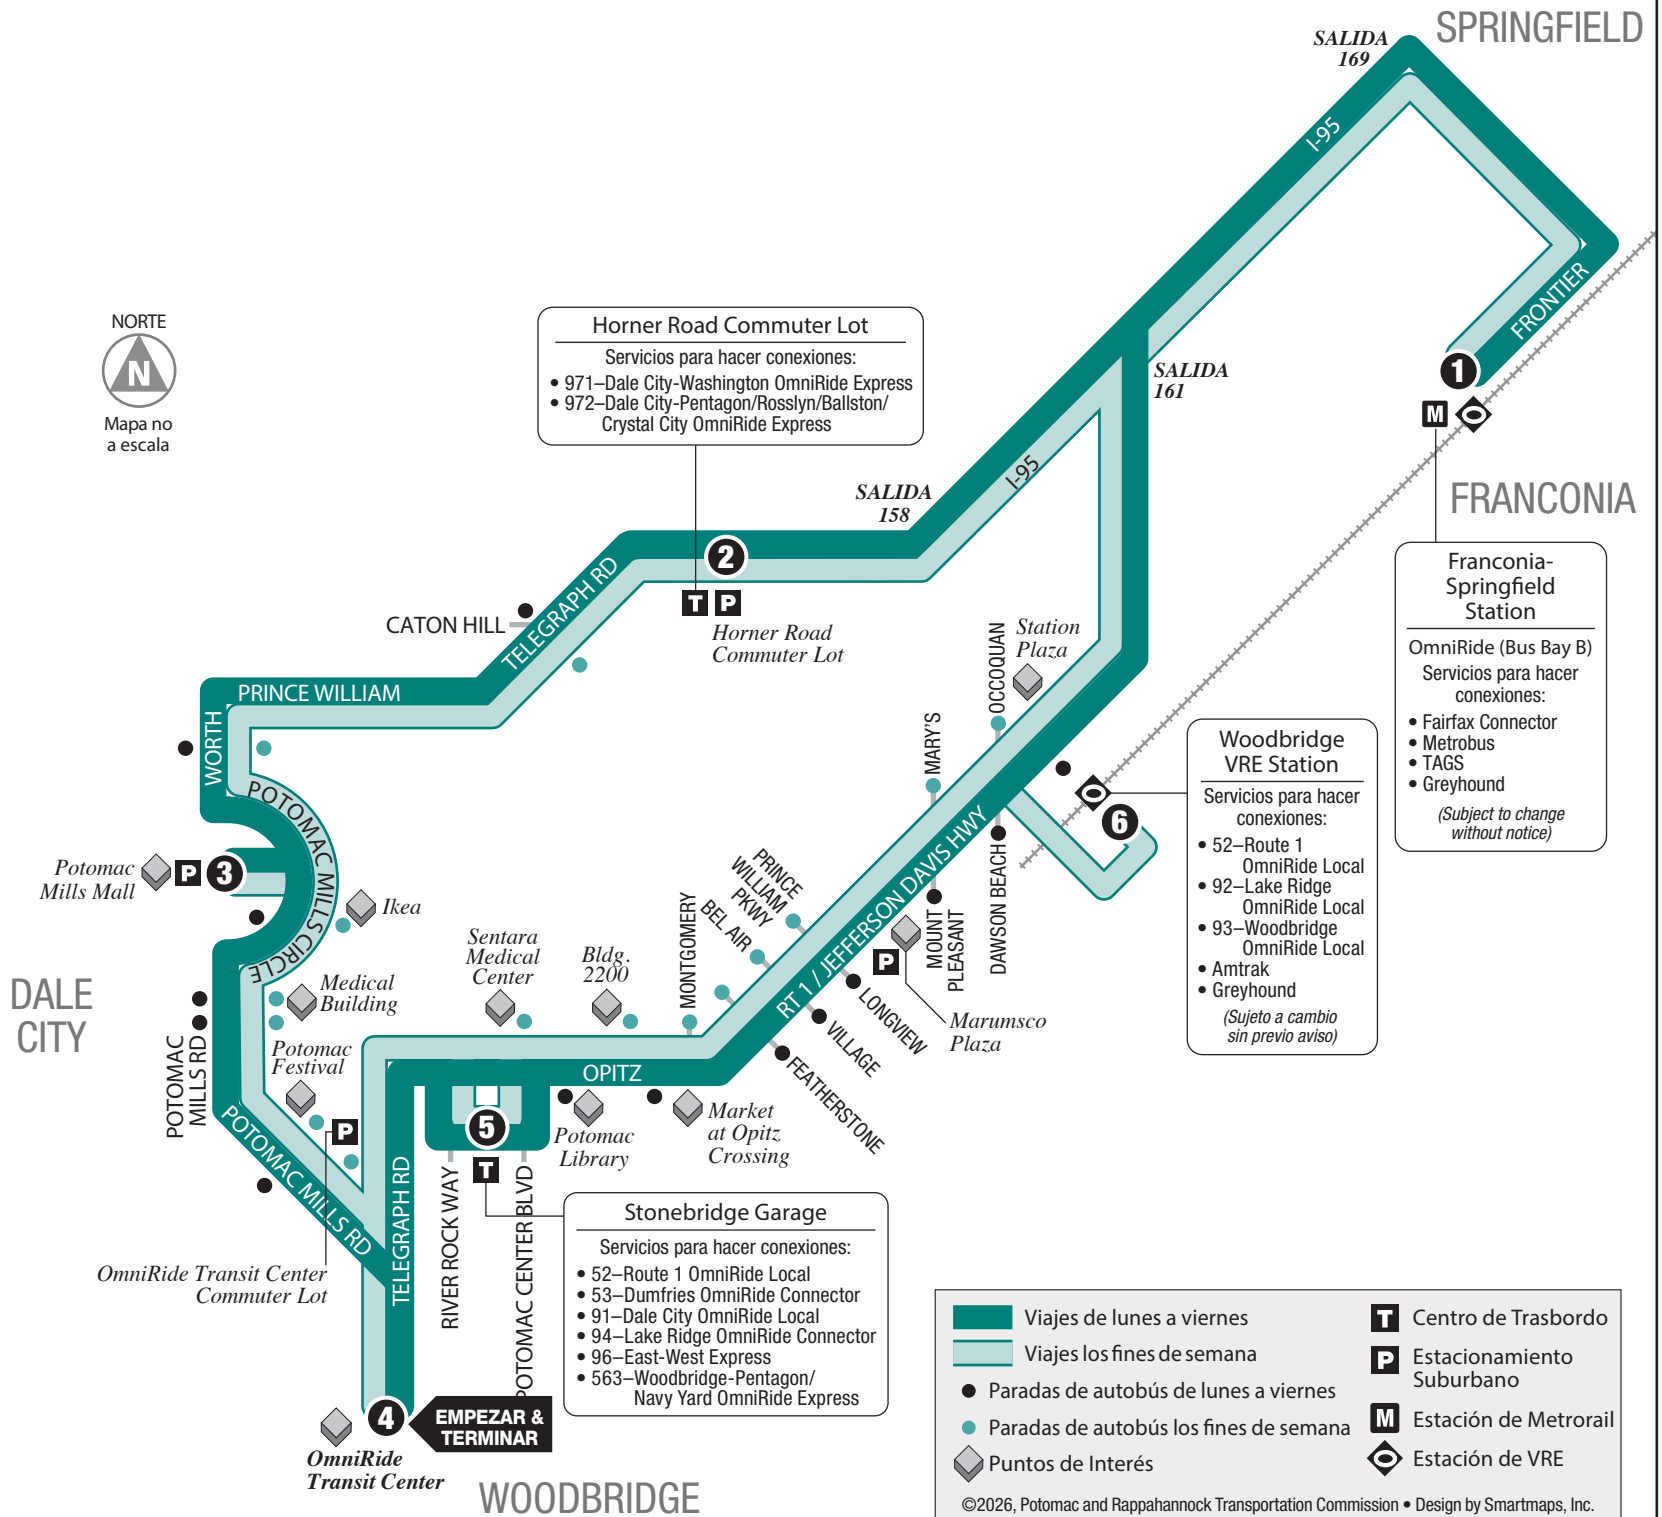 SPRINGFIELD
SALIDA
169
I-95
FRONTIER
NORTE
N
Mapa no
a escala
Horner Road Commuter Lot
Servicios para hacer conexiones:
• 971–Dale City-Washington OmniRide Express
• 972–Dale City-Pentagon/Rosslyn/Ballston/
Crystal City OmniRide Express
SALIDA
161
1
M
I-95
SALIDA
158
FRANCONIA
2
T P
Horner Road
Commuter Lot
TELEGRAPH RD
CATON HILL
Franconia-
Springfield
Station
OmniRide (Bus Bay B)
Servicios para hacer
conexiones:
• Fairfax Connector
• Metrobus
• TAGS
• Greyhound
(Subject to change
without notice)
PRINCE WILLIAM
WORTH
OCCOQUAN
Station
Plaza
MARY'S
Woodbridge
VRE Station
Servicios para hacer
conexiones:
• 52–Route 1
OmniRide Local
• 92–Lake Ridge
OmniRide Local
• 93–Woodbridge
OmniRide Local
• Amtrak
• Greyhound
(Sujeto a cambio
sin previo aviso)
6
POTOMAC MILLS CIRCLE
Potomac
Mills Mall
P
3
Ikea
PRINCE
WILLIAM
PKWY
BEL AIR
MONTGOMERY
RT 1 / JEFFERSON DAVIS HWY
DAWSON BEACH
MOUNT
PLEASANT
P
Marumsco
Plaza
LONGVIEW
VILLAGE
FEATHERSTONE
Sentara
Medical
Center
Bldg.
2200
Medical
Building
DALE
CITY
POTOMAC
MILLS RD
Potomac
Festival
P
OPITZ
5
T
Potomac
Library
Market
at Opitz
Crossing
POTOMAC MILLS RD
TELEGRAPH RD
RIVER ROCK WAY
POTOMAC CENTER BLVD
OmniRide Transit Center
Commuter Lot
Stonebridge Garage
Servicios para hacer conexiones:
• 52–Route 1 OmniRide Local
• 53–Dumfries OmniRide Connector
• 91–Dale City OmniRide Local
• 94–Lake Ridge OmniRide Connector
• 96–East-West Express
• 563–Woodbridge-Pentagon/
Navy Yard OmniRide Express
4
EMPEZAR &
TERMINAR
OmniRide
Transit Center
WOODBRIDGE
Viajes de lunes a viernes
Viajes los fines de semana
Paradas de autobús de lunes a viernes
Paradas de autobús los fines de semana
Puntos de Interés
T Centro de Trasbordo
P Estacionamiento
Suburbano
M Estación de Metrorail
Estación de VRE
©2026, Potomac and Rappahannock Transportation Commission • Design by Smartmaps, Inc.